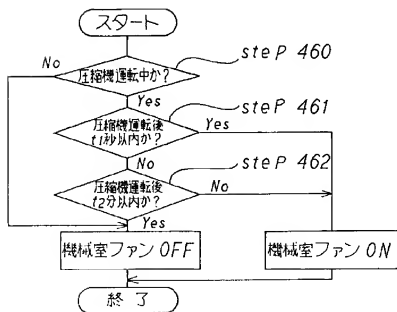 スタート
steP 460
No
圧縮機運転中か?
Yes
steP 461
圧縮機運転後
t1秒以内か?
Yes
No
steP 462
圧縮機運転後
t2分以内か?
No
Yes
機械室ファン OFF
機械室ファン ON
終了